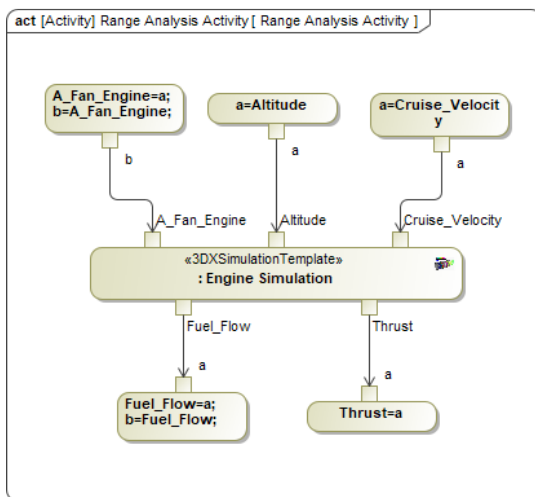 act [Activity] Range Analysis Activity [ Range Analysis Activity ]
A_Fan_Engine=a;
b=A_Fan_Engine;
a=Altitude
a=Cruise_Velocit
y
b
a
a
A_Fan_Engine
Altitude
Cruise_Velocity
«3DXSimulationTemplate»
: Engine Simulation
Fuel_Flow
Thrust
a
a
Fuel_Flow=a;
b=Fuel_Flow;
Thrust=a